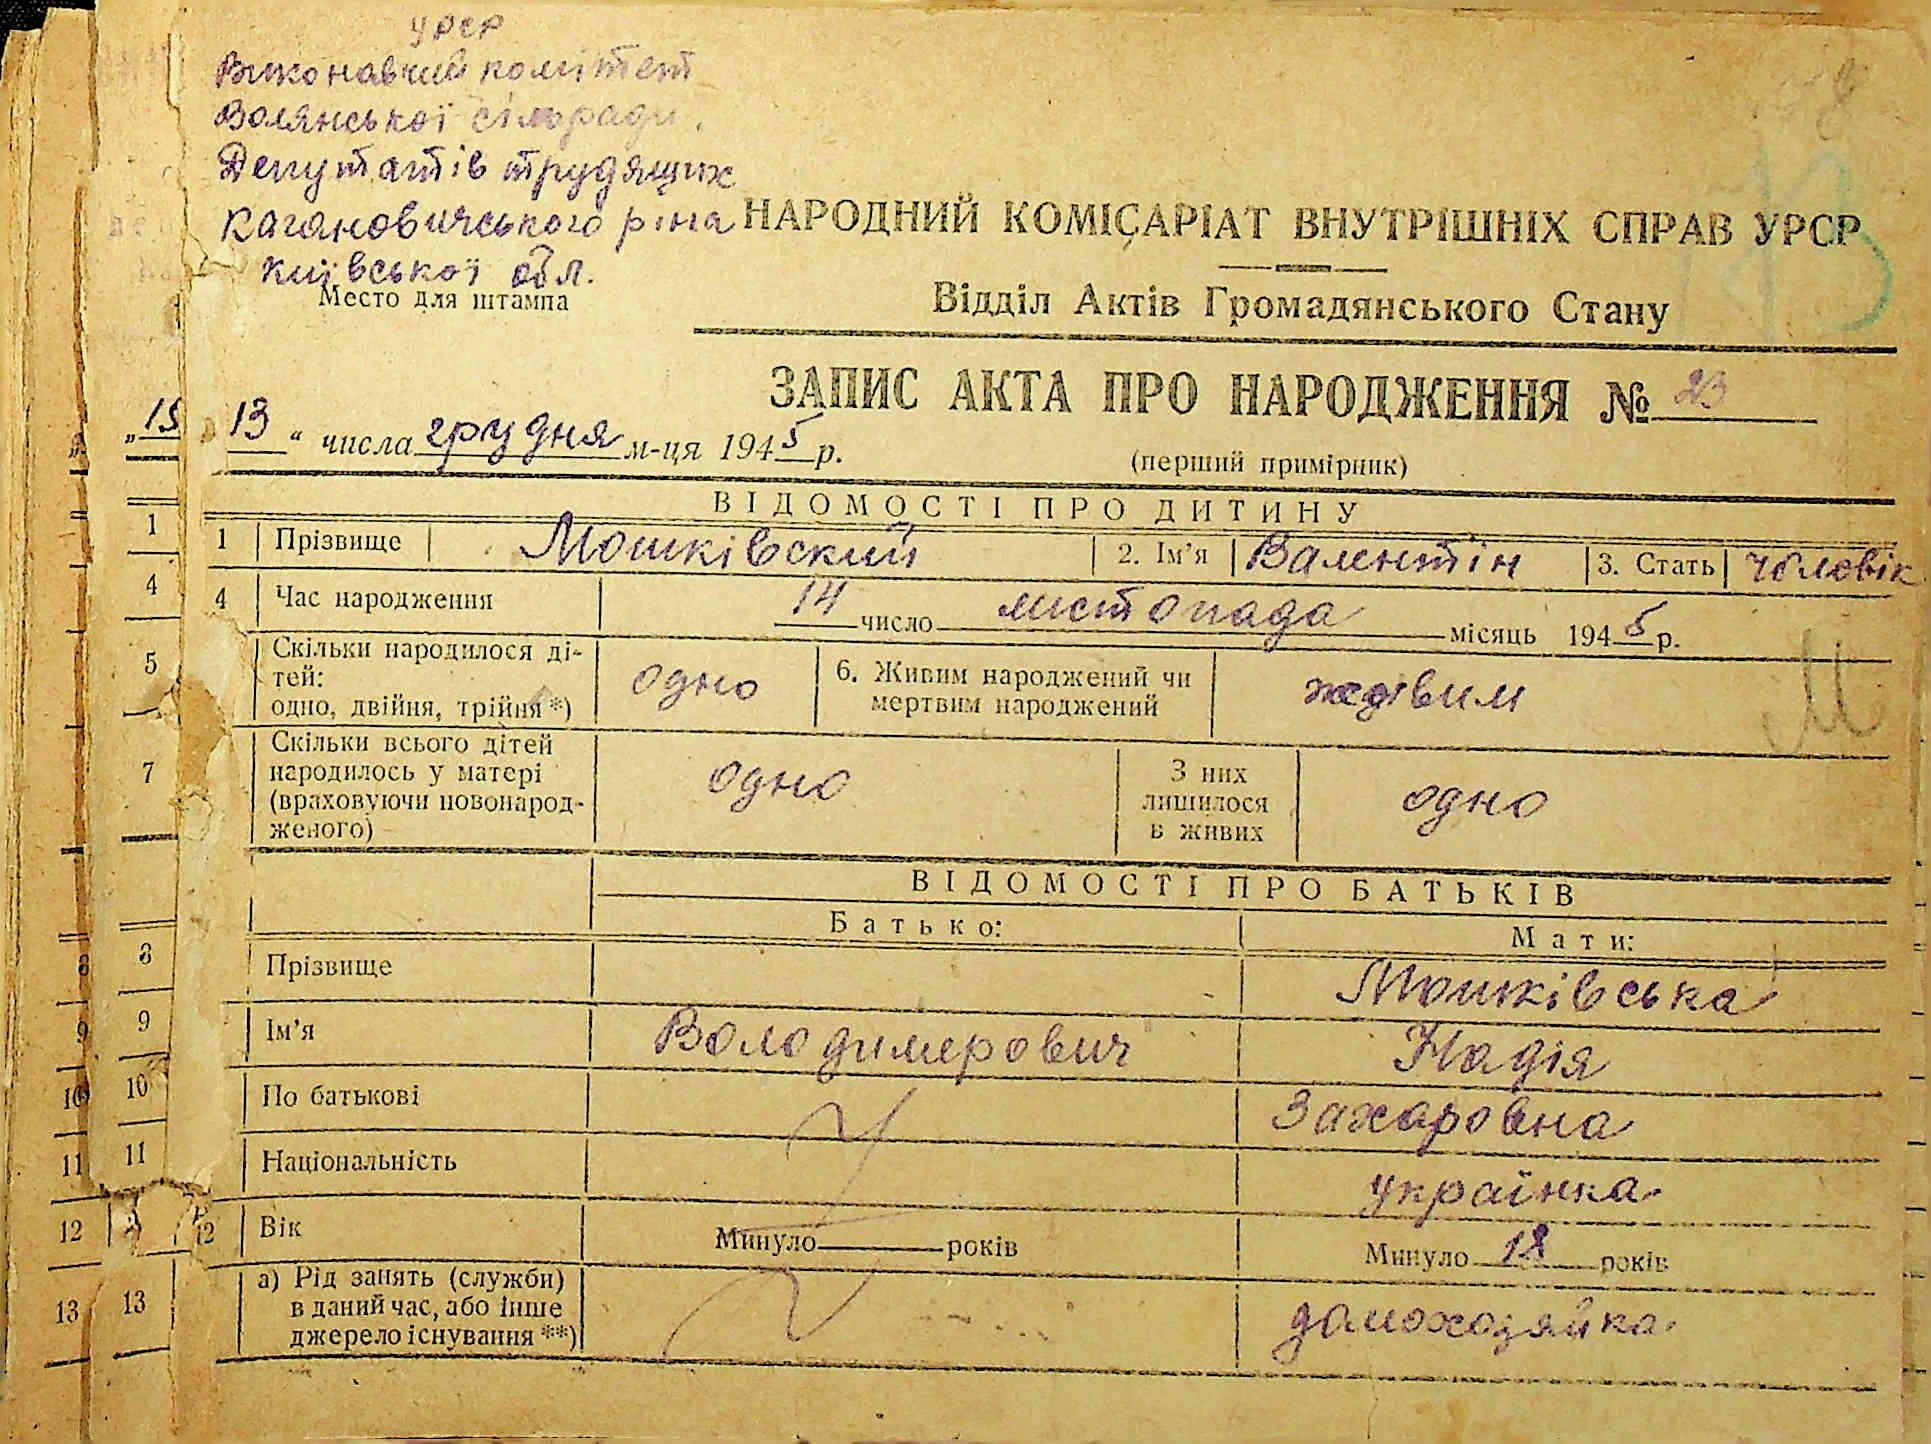 УРСР
Виконавчий комітет
Волянської сільради.
Депутатів трудящих
Кагановичського р-на
Київської обл.
Место для штампа
НАРОДНИЙ КОМІСАРІАТ ВНУТРІШНІХ СПРАВ УРСР
Відділ Актів Громадянського Стану
ЗАПИС АКТА ПРО НАРОДЖЕННЯ № 23
„ 13 " числа грудня м-ця 1945 р.
(перший примірник)
ВІДОМОСТІ ПРО ДИТИНУ
1 Прізвище Мошківский 2. Ім'я Валентін 3. Стать чоловік
4 Час народження 14 число листопада місяць 1945 р.
5 Скільки народилося ді-
тей:
одно, двійня, трійня *) одно 6. Живим народжений чи
мертвим народжений живим
7 Скільки всього дітей
народилось у матері
(враховуючи новонарод-
женого) одно З них
лишилося
в живих одно
ВІДОМОСТІ ПРО БАТЬКІВ
Батько: Мати:
8 Прізвище Мошківська
9 Ім'я Володимерович Надія
10 По батькові Захаровна
11 Національність українка
12 Вік Минуло років Минуло 18 років
13 а) Рід занять (служби)
в даний час, або інше
джерело існування **) домохозяйка.